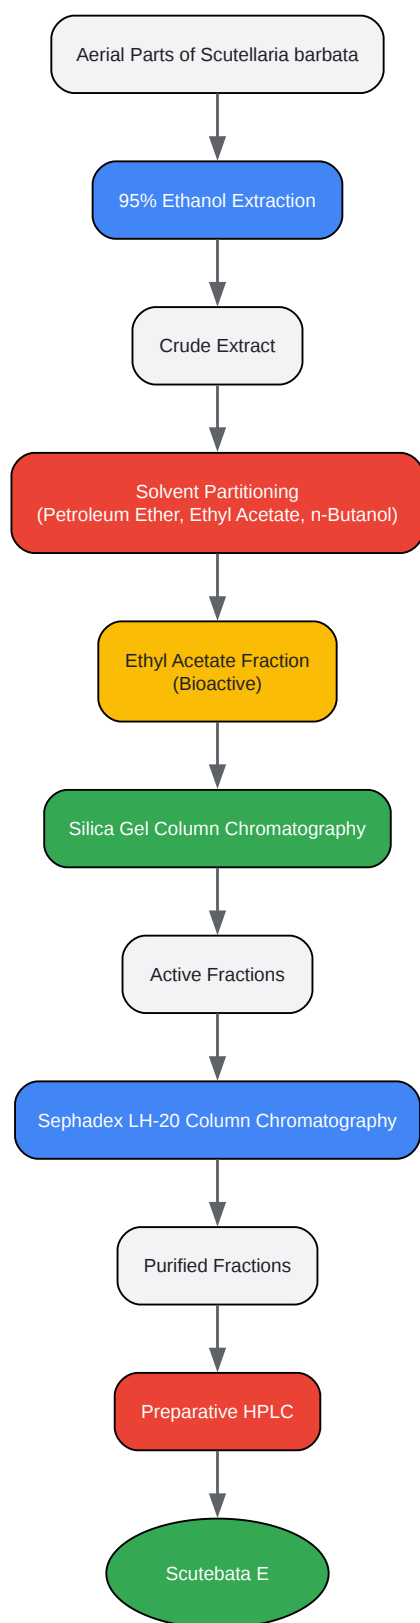 Aerial Parts of Scutellaria barbata
95% Ethanol Extraction
Crude Extract
Solvent Partitioning
(Petroleum Ether, Ethyl Acetate, n-Butanol)
Ethyl Acetate Fraction
(Bioactive)
Silica Gel Column Chromatography
Active Fractions
Sephadex LH-20 Column Chromatography
Purified Fractions
Preparative HPLC
Scutebata E